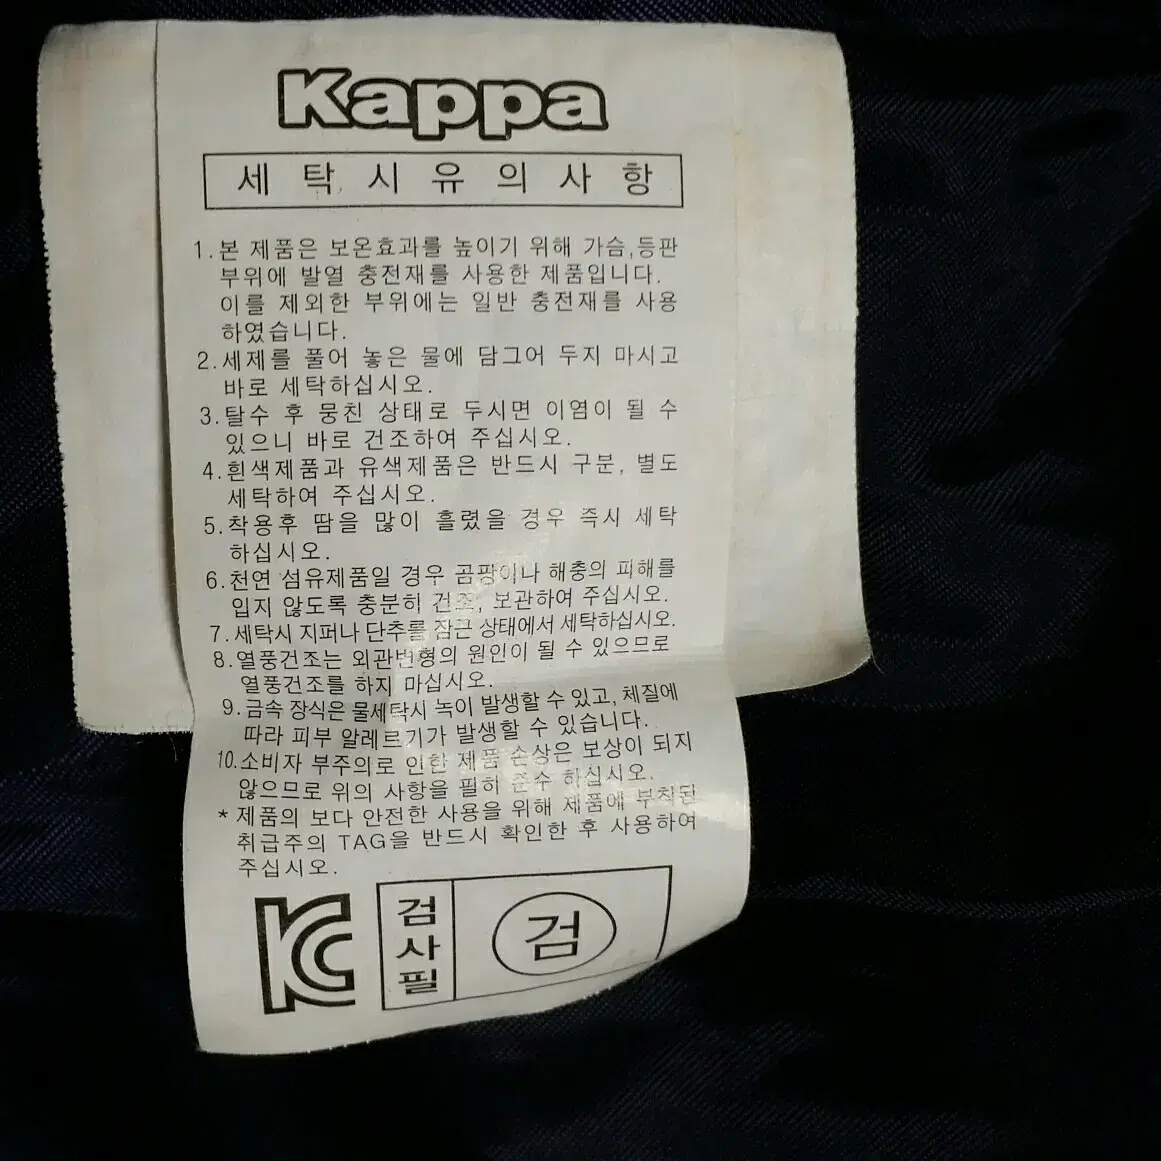 Kappa
세탁시유의사항
1. 본 제품은 보온효과를 높이기 위해 가슴,등판
부위에 발열 충전재를 사용한 제품입니다.
이를 제외한 부위에는 일반 충전재를 사용
하였습니다.
2. 세제를 풀어 놓은 물에 담그어 두지 마시고
바로 세탁하십시오.
3. 탈수 후 뭉친 상태로 두시면 이염이 될 수
있으니 바로 건조하여 주십시오.
4. 흰색제품과 유색제품은 반드시 구분, 별도
세탁하여 주십시오.
5. 착용후 땀을 많이 흘렸을 경우 즉시 세탁
하십시오.
6. 천연 섬유제품일 경우 곰팡이나 해충의 피해를
입지 않도록 충분히 건조, 보관하여 주십시오.
7. 세탁시 지퍼나 단추를 잠근 상태에서 세탁하십시오.
8. 열풍건조는 외관변형의 원인이 될 수 있으므로
열풍건조를 하지 마십시오.
9. 금속 장식은 물세탁시 녹이 발생할 수 있고, 체질에
따라 피부 알레르기가 발생할 수 있습니다.
10. 소비자 부주의로 인한 제품 손상은 보상이 되지
않으므로 위의 사항을 필히 준수 하십시오.
* 제품의 보다 안전한 사용을 위해 제품에 부착된
취급주의 TAG을 반드시 확인한 후 사용하여
주십시오.
KC
검사필
검